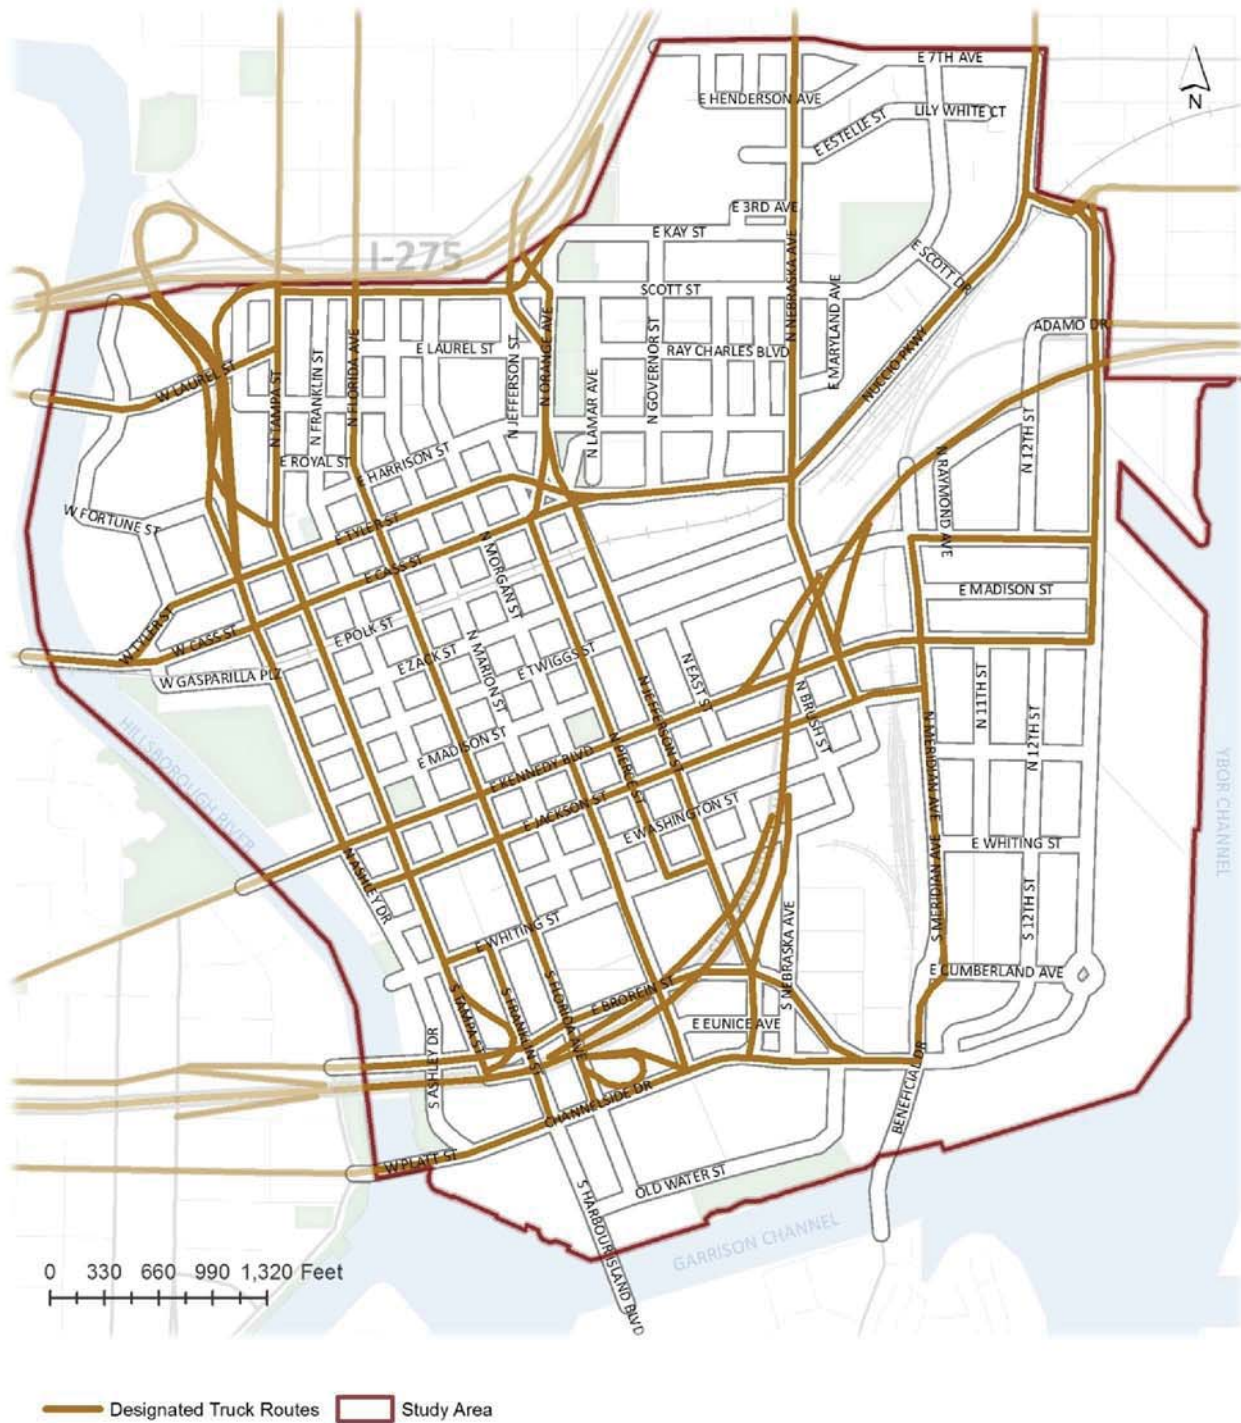 E 7TH AVE
N
E HENDERSON AVE
LILY WHITE CT
E ESTELLE ST
E 3RD AVE
E KAY ST
I-275
E SCOTT DR
SCOTT ST
N NEBRASKA AVE
E MARYLAND AVE
ADAMO DR
N FLORIDA AVE
N FRANKLIN ST
E LAUREL ST
N JEFFERSON ST
N ORANGE AVE
N GOVERNOR ST
RAY CHARLES BLVD
NUCCIO PKWY
W LAUREL ST
N TAMPA ST
N LAMAR AVE
N 12TH ST
E ROYAL ST
E HARRISON ST
N RAYMOND AVE
W FORTUNE ST
E TYLER ST
E CASS ST
N MORGAN ST
E MADISON ST
W TYLER ST
W CASS ST
E POLK ST
E ZACK ST
N MARION ST
E TWIGGS ST
W GASPARILLA PLZ
N EAST ST
N JEFFERSON ST
N BRUSH ST
N 11TH ST
N 12TH ST
HILLSBOROUGH RIVER
E MADISON ST
E KENNEDY BLVD
N PIERCE ST
N MERIDIAN AVE
YBOR CHANNEL
E JACKSON ST
E WASHINGTON ST
E WHITING ST
N ASHLEY DR
S MERIDIAN AVE
S 12TH ST
E WHITING ST
S NEBRASKA AVE
E CUMBERLAND AVE
S TAMPA ST
S FRANKLIN ST
S FLORIDA AVE
E BROREIN ST
E EUNICE AVE
S ASHLEY DR
BENEFICIAL DR
CHANNELSIDE DR
W PLATT ST
OLD WATER ST
S HARBOUR ISLAND BLVD
GARRISON CHANNEL
0 330 660 990 1,320 Feet
Designated Truck Routes
Study Area